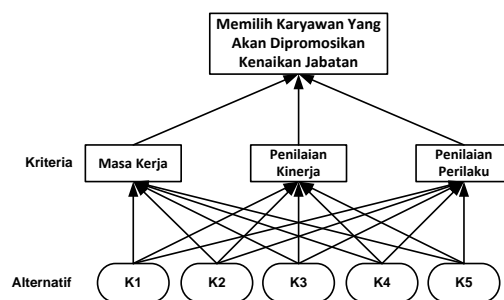 Memilih Karyawan Yang
Akan Dipromosikan
Kenaikan Jabatan
Kriteria
Masa Kerja
Penilaian
Kinerja
Penilaian
Perilaku
Alternatif
K1
K2
K3
K4
K5